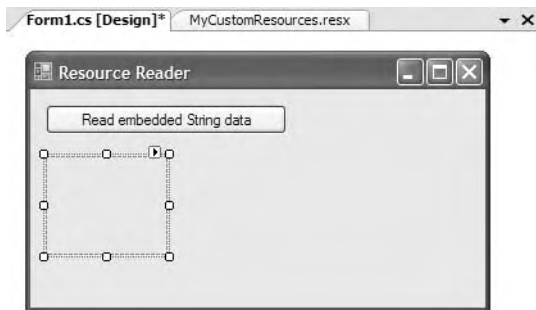 Form1.cs [Design]* MyCustomResources.resx
Resource Reader
Read embedded String data